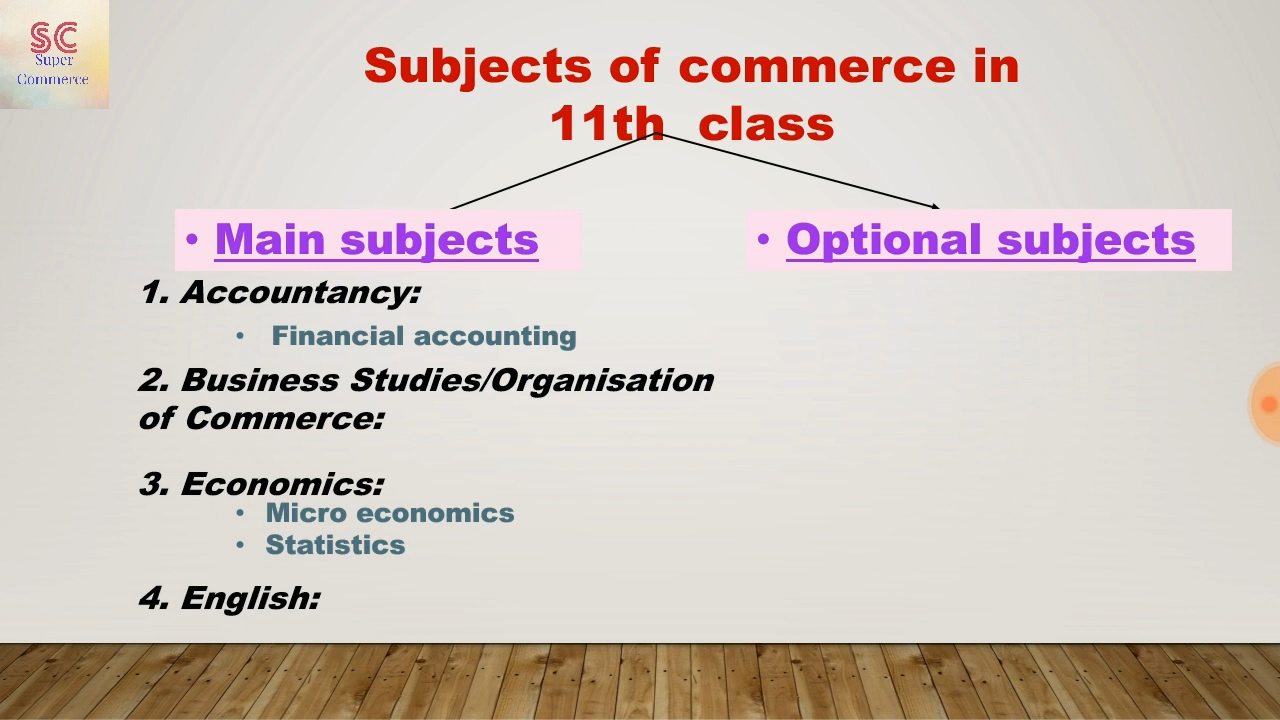 SC
Super
Commerce
Subjects of commerce in
11th class
• Main subjects
• Optional subjects
1. Accountancy:
• Financial accounting
2. Business Studies/Organisation
of Commerce:
3. Economics:
• Micro economics
• Statistics
4. English: